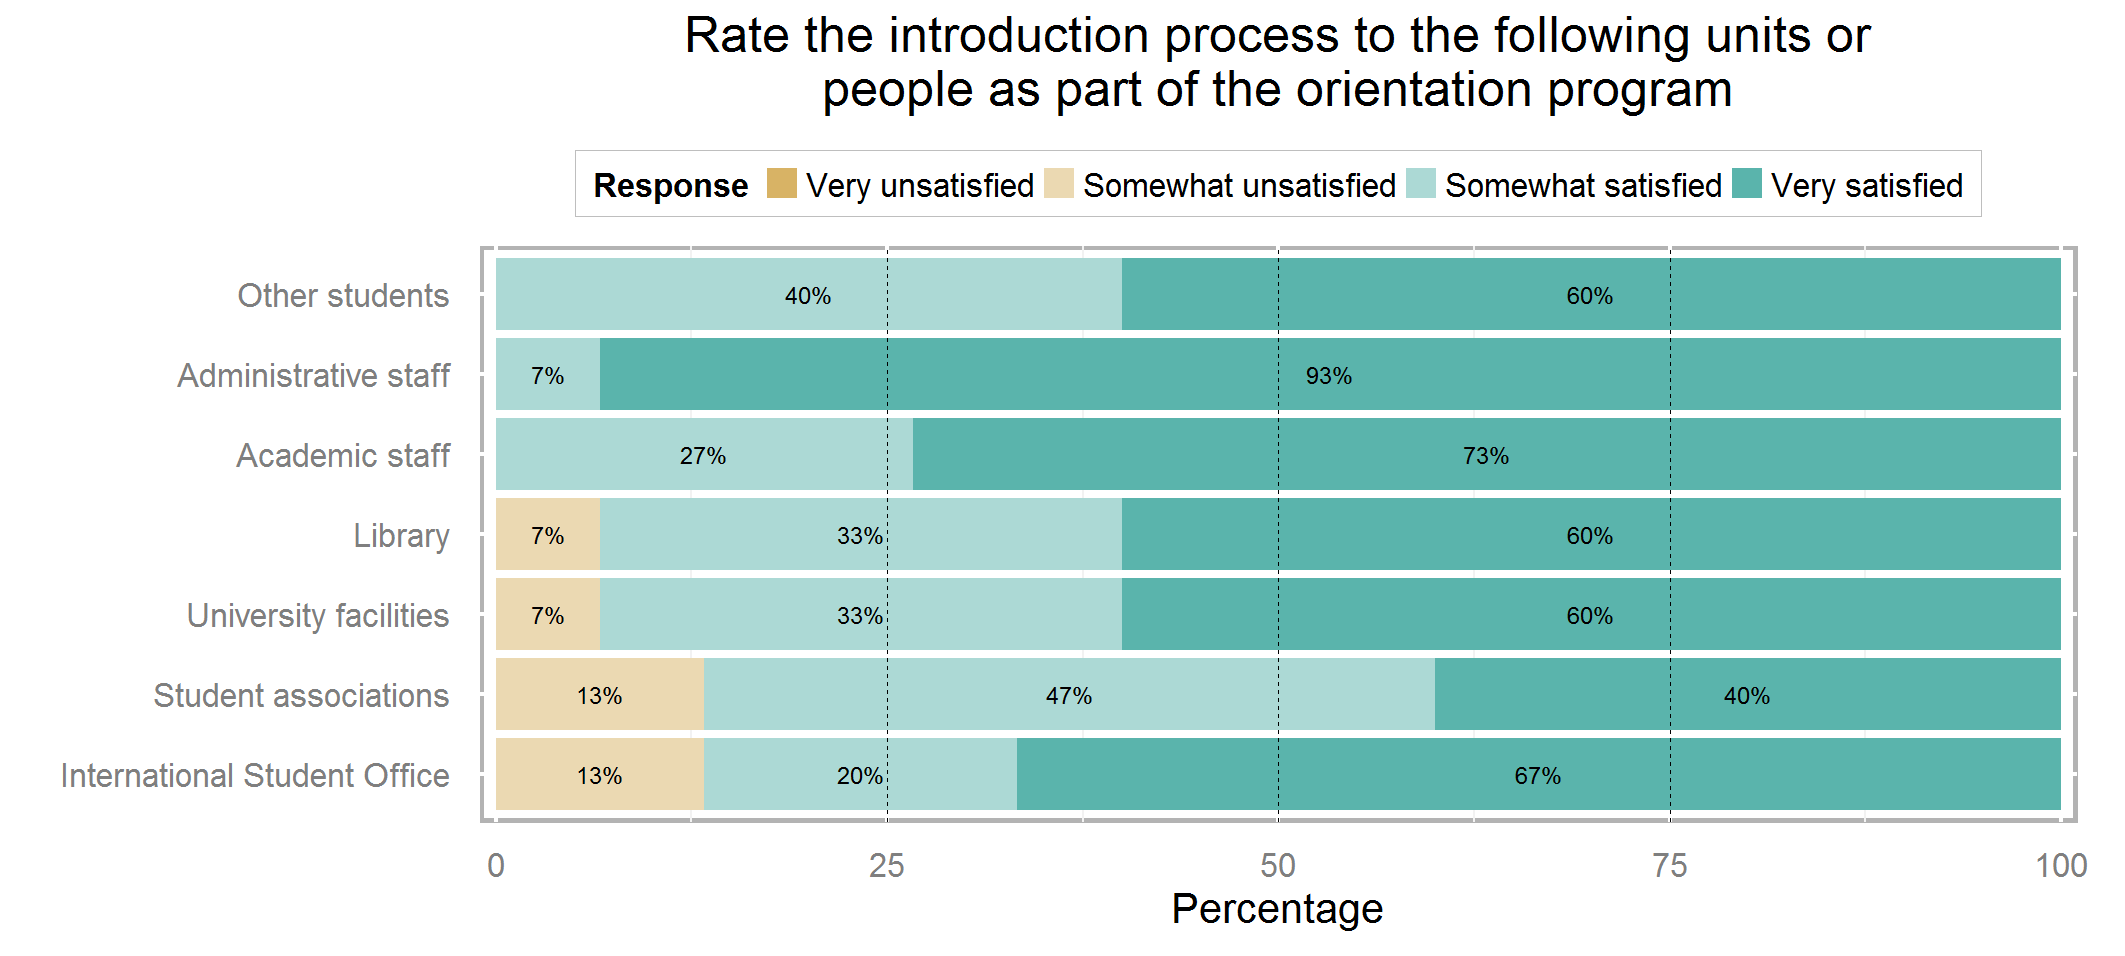 Rate the introduction process to the following units or
people as part of the orientation program
Response Very unsatisfied Somewhat unsatisfied Somewhat satisfied Very satisfied
Other students 40% 60%
Administrative staff 7% 93%
Academic staff 27% 73%
Library 7% 33% 60%
University facilities 7% 33% 60%
Student associations 13% 47% 40%
International Student Office 13% 20% 67%
0 25 50 75 100
Percentage